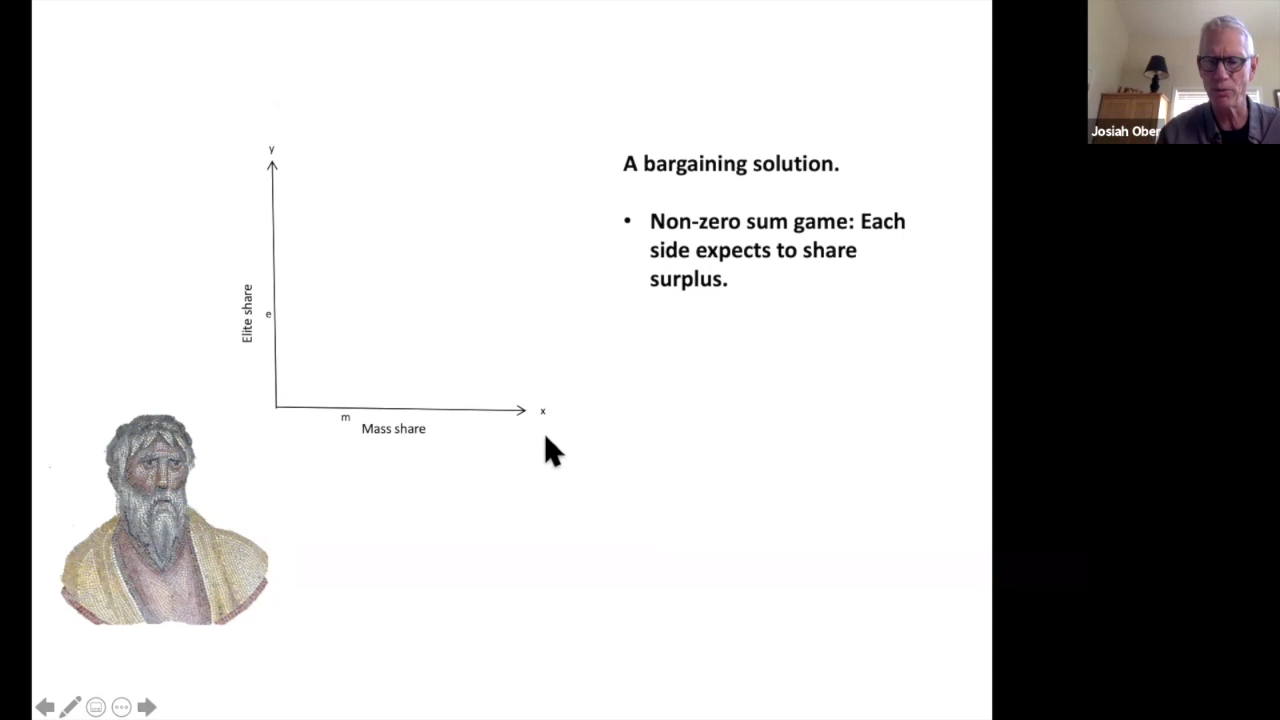 Josiah Ober
y
A bargaining solution.
• Non-zero sum game: Each
side expects to share
surplus.
Elite share
e
x
m
Mass share